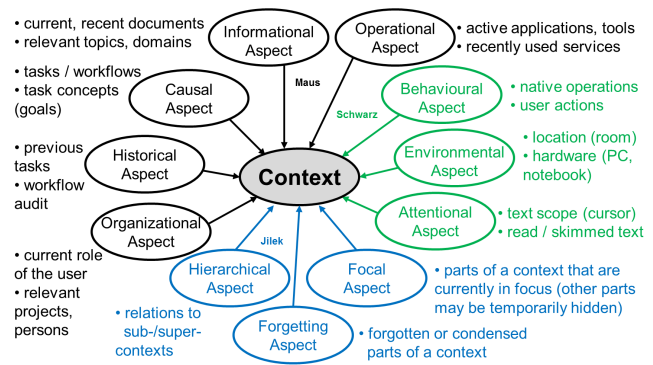 • current, recent documents
• relevant topics, domains
Informational
Aspect
Operational
Aspect
• active applications, tools
• recently used services
• tasks / workflows
• task concepts
(goals)
Causal
Aspect
Maus
Schwarz
Behavioural
Aspect
• native operations
• user actions
• previous
tasks
• workflow
audit
Historical
Aspect
Context
Environmental
Aspect
• location (room)
• hardware (PC,
notebook)
Organizational
Aspect
Attentional
Aspect
• text scope (cursor)
• read / skimmed text
• current role
of the user
• relevant
projects,
persons
Jilek
Hierarchical
Aspect
Focal
Aspect
• parts of a context that are
currently in focus (other parts
may be temporarily hidden)
• relations to
sub-/super-
contexts
Forgetting
Aspect
• forgotten or condensed
parts of a context